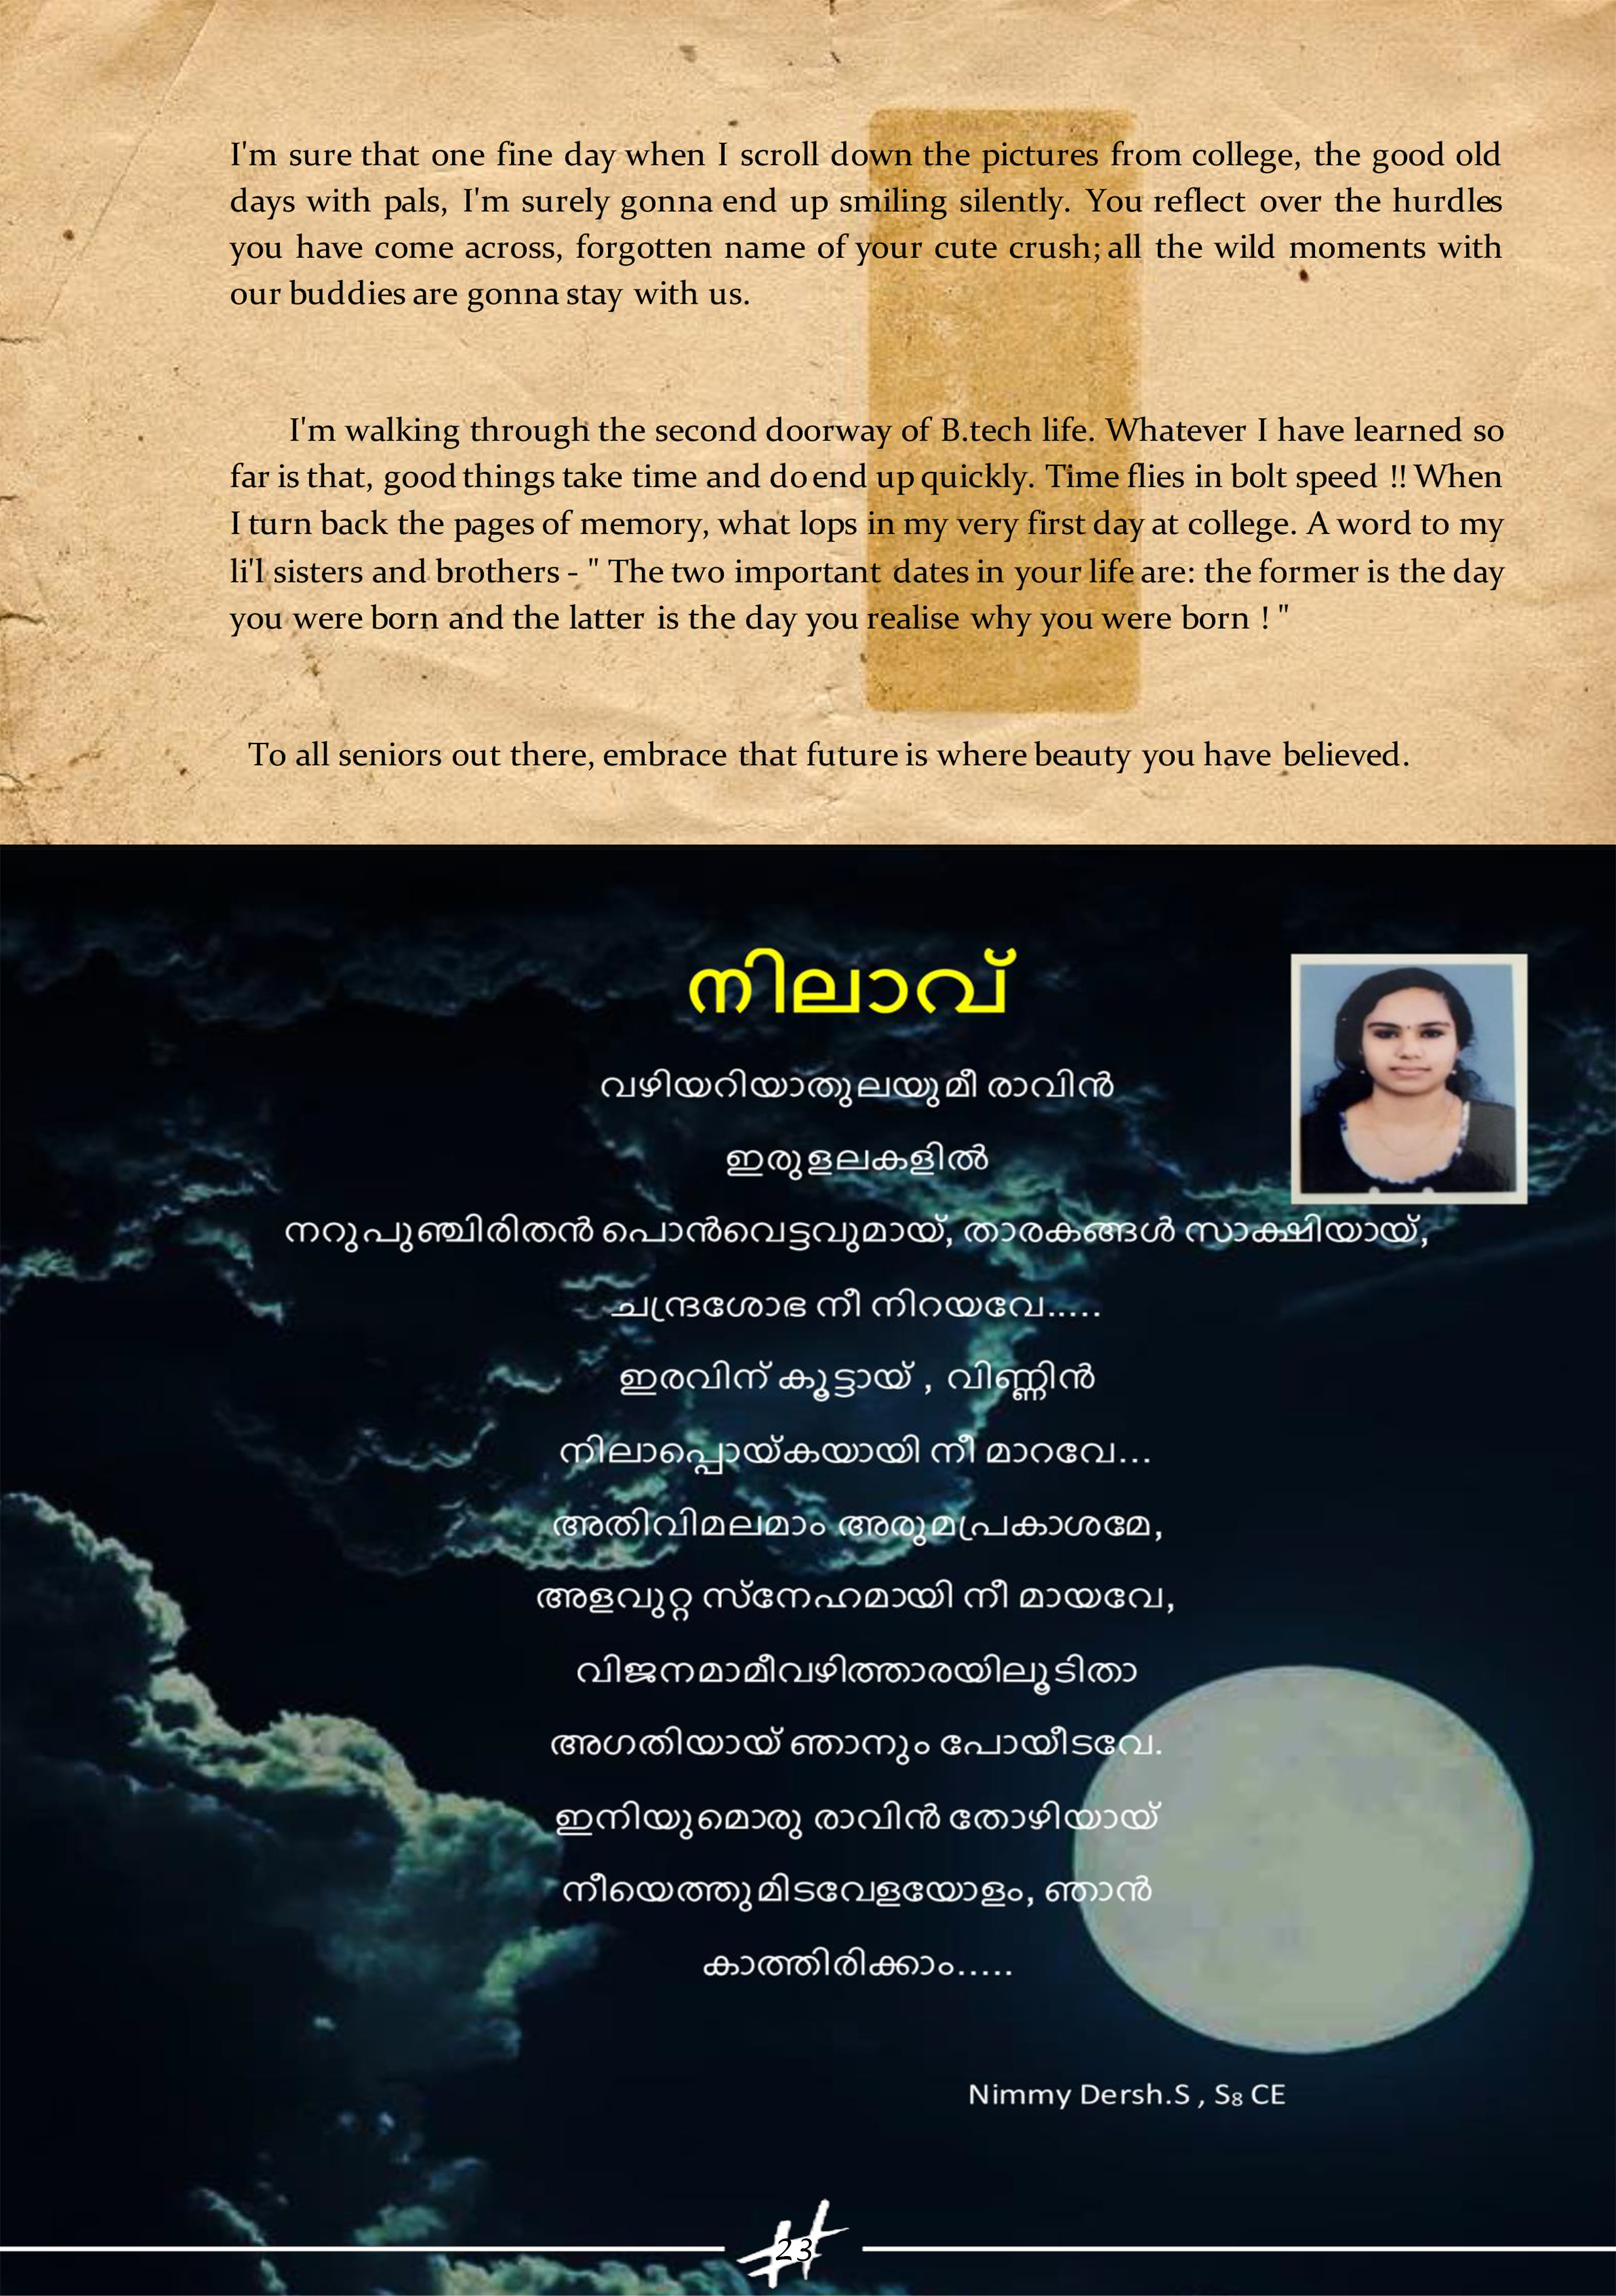 I'm sure that one fine day when I scroll down the pictures from college, the good old
days with pals, I'm surely gonna end up smiling silently. You reflect over the hurdles
you have come across, forgotten name of your cute crush; all the wild moments with
our buddies are gonna stay with us.
I'm walking through the second doorway of B.tech life. Whatever I have learned so
far is that, good things take time and do end up quickly. Time flies in bolt speed !! When
I turn back the pages of memory, what lops in my very first day at college. A word to my
li'l sisters and brothers - " The two important dates in your life are: the former is the day
you were born and the latter is the day you realise why you were born ! "
To all seniors out there, embrace that future is where beauty you have believed.
നിലാവ്
വഴിയറിയാതുലയുമീ രാവിൻ
ഇരുളലകളിൽ
നറുപുഞ്ചിരിതൻ പൊൻവെട്ടവുമായ്, താരകങ്ങൾ സാക്ഷിയായ്,
ചന്ദ്രശോഭ നീ നിറയവേ.....
ഇരവിന് കൂട്ടായ് , വിണ്ണിൻ
നിലാപ്പൊയ്കയായി നീ മാറവേ...
അതിവിമലമാം അരുമപ്രകാശമേ,
അളവുറ്റ സ്നേഹമായി നീ മായവേ,
വിജനമാമീവഴിത്താരയിലൂടിതാ
അഗതിയായ് ഞാനും പോയീടവേ.
ഇനിയുമൊരു രാവിൻ തോഴിയായ്
നീയെത്തുമിടവേളയോളം, ഞാൻ
കാത്തിരിക്കാം.....
Nimmy Dersh.S , S8 CE
23